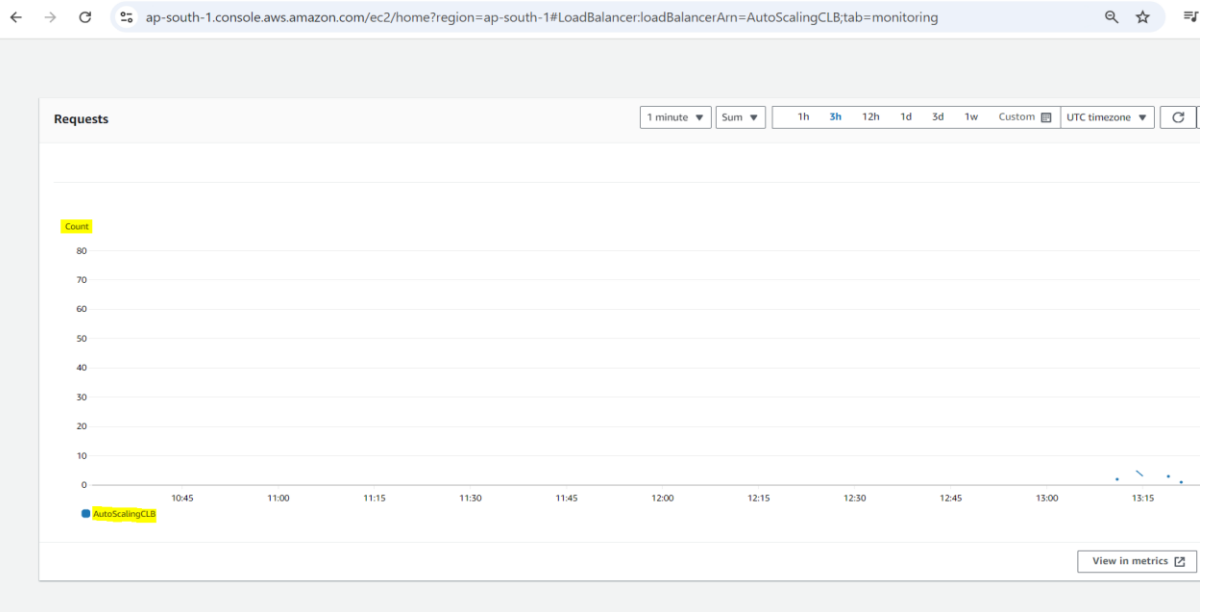 ap-south-1.console.aws.amazon.com/ec2/home?region=ap-south-1#LoadBalancer:loadBalancerArn=AutoScalingCLB;tab=monitoring
Requests 1 minute Sum 1h 3h 12h 1d 3d 1w Custom UTC timezone
Count
80
70
60
50
40
30
20
10
0
10:45 11:00 11:15 11:30 11:45 12:00 12:15 12:30 12:45 13:00 13:15
AutoScalingCLB
View in metrics